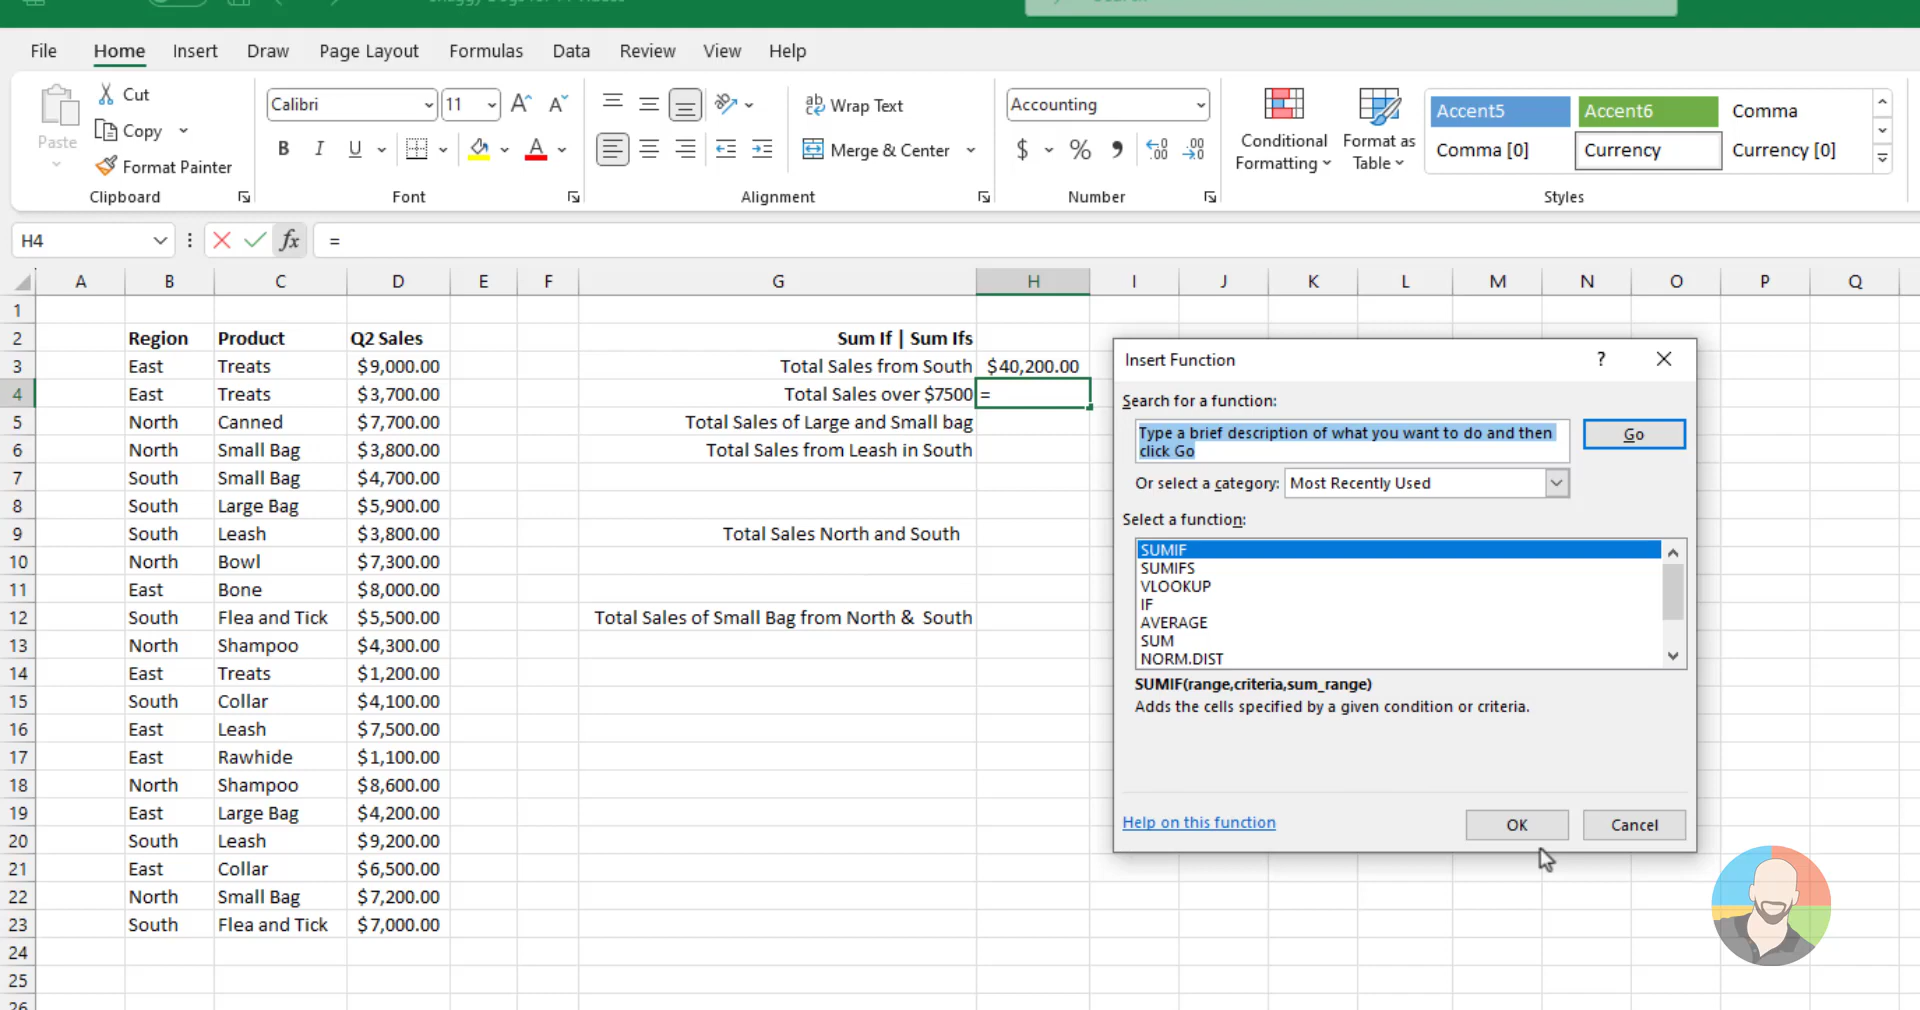 File Home Insert Draw Page Layout Formulas Data Review View Help
Paste
Cut
Copy
Format Painter
Clipboard
Calibri 11
B I U A
Font
ab Wrap Text
Merge & Center
Alignment
Accounting
$ % 9
Number
Conditional Formatting
Format as Table
Accent5 Accent6 Comma
Comma [0] Currency Currency [0]
Styles
H4 fx =
A B C D E F G H I J K L M N O P Q
1
2 Region Product Q2 Sales Sum If | Sum Ifs
3 East Treats $9,000.00 Total Sales from South $40,200.00
4 East Treats $3,700.00 Total Sales over $7500 =
5 North Canned $7,700.00 Total Sales of Large and Small bag
6 North Small Bag $3,800.00 Total Sales from Leash in South
7 South Small Bag $4,700.00
8 South Large Bag $5,900.00
9 South Leash $3,800.00 Total Sales North and South
10 North Bowl $7,300.00
11 East Bone $8,000.00
12 South Flea and Tick $5,500.00 Total Sales of Small Bag from North & South
13 North Shampoo $4,300.00
14 East Treats $1,200.00
15 South Collar $4,100.00
16 East Leash $7,500.00
17 East Rawhide $1,100.00
18 North Shampoo $8,600.00
19 East Large Bag $4,200.00
20 South Leash $9,200.00
21 East Collar $6,500.00
22 North Small Bag $7,200.00
23 South Flea and Tick $7,000.00
24
25
26
Insert Function ?
Search for a function:
Type a brief description of what you want to do and then
click Go
Go
Or select a category: Most Recently Used
Select a function:
SUMIF
SUMIFS
VLOOKUP
IF
AVERAGE
SUM
NORM.DIST
SUMIF(range,criteria,sum_range)
Adds the cells specified by a given condition or criteria.
Help on this function
OK Cancel